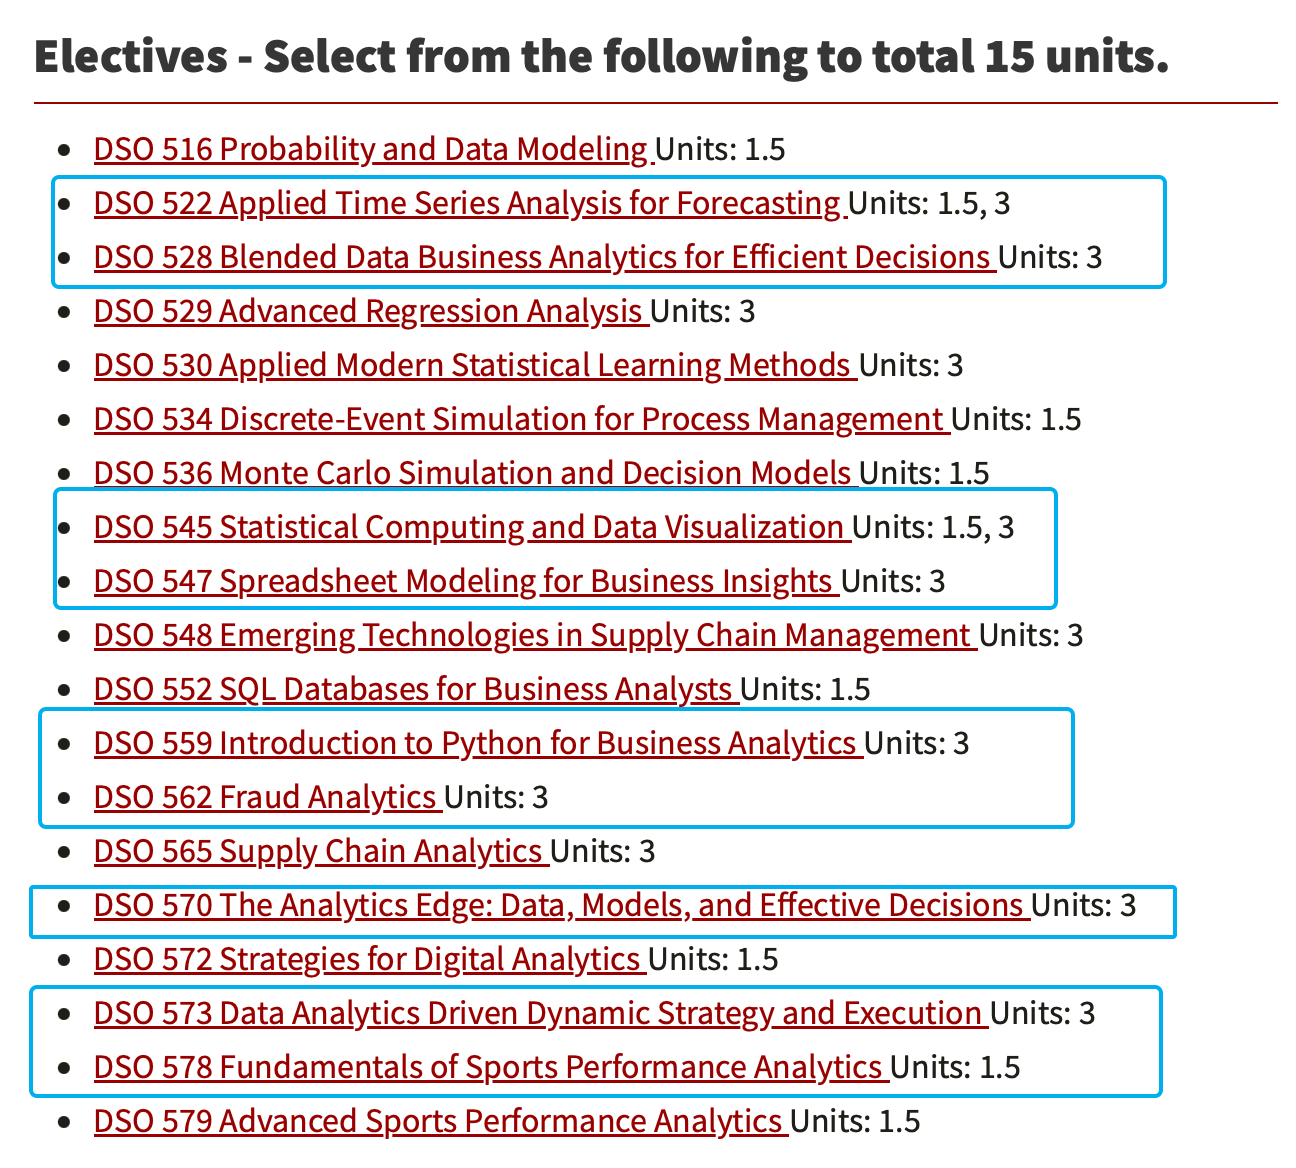 Electives - Select from the following to total 15 units.
DSO 516 Probability and Data Modeling Units: 1.5
DSO 522 Applied Time Series Analysis for Forecasting Units: 1.5, 3
DSO 528 Blended Data Business Analytics for Efficient Decisions Units: 3
DSO 529 Advanced Regression Analysis Units: 3
DSO 530 Applied Modern Statistical Learning Methods Units: 3
DSO 534 Discrete-Event Simulation for Process Management Units: 1.5
DSO 536 Monte Carlo Simulation and Decision Models Units: 1.5
DSO 545 Statistical Computing and Data Visualization Units: 1.5, 3
DSO 547 Spreadsheet Modeling for Business Insights Units: 3
DSO 548 Emerging Technologies in Supply Chain Management Units: 3
DSO 552 SQL Databases for Business Analysts Units: 1.5
DSO 559 Introduction to Python for Business Analytics Units: 3
DSO 562 Fraud Analytics Units: 3
DSO 565 Supply Chain Analytics Units: 3
DSO 570 The Analytics Edge: Data, Models, and Effective Decisions Units: 3
DSO 572 Strategies for Digital Analytics Units: 1.5
DSO 573 Data Analytics Driven Dynamic Strategy and Execution Units: 3
DSO 578 Fundamentals of Sports Performance Analytics Units: 1.5
DSO 579 Advanced Sports Performance Analytics Units: 1.5